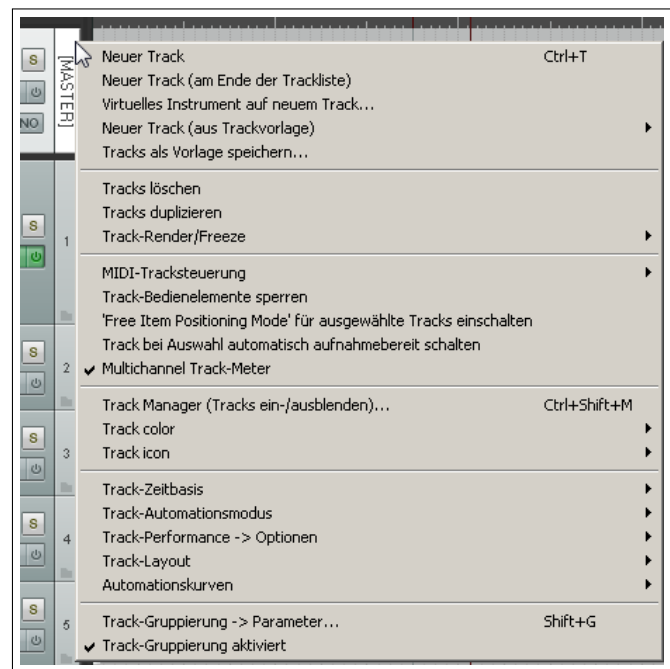 S
[MASTER]
NO
Neuer Track Ctrl+T
Neuer Track (am Ende der Trackliste)
Virtuelles Instrument auf neuem Track...
Neuer Track (aus Trackvorlage)
Tracks als Vorlage speichern...
Tracks löschen
Tracks duplizieren
S
Track-Render/Freeze
1
MIDI-Tracksteuerung
Track-Bedienelemente sperren
'Free Item Positioning Mode' für ausgewählte Tracks einschalten
Track bei Auswahl automatisch aufnahmebereit schalten
S
2
Multichannel Track-Meter
Track Manager (Tracks ein-/ausblenden)... Ctrl+Shift+M
Track color
S
3
Track icon
Track-Zeitbasis
Track-Automationsmodus
S
4
Track-Performance -> Optionen
Track-Layout
Automationskurven
S
5
Track-Gruppierung -> Parameter... Shift+G
Track-Gruppierung aktiviert